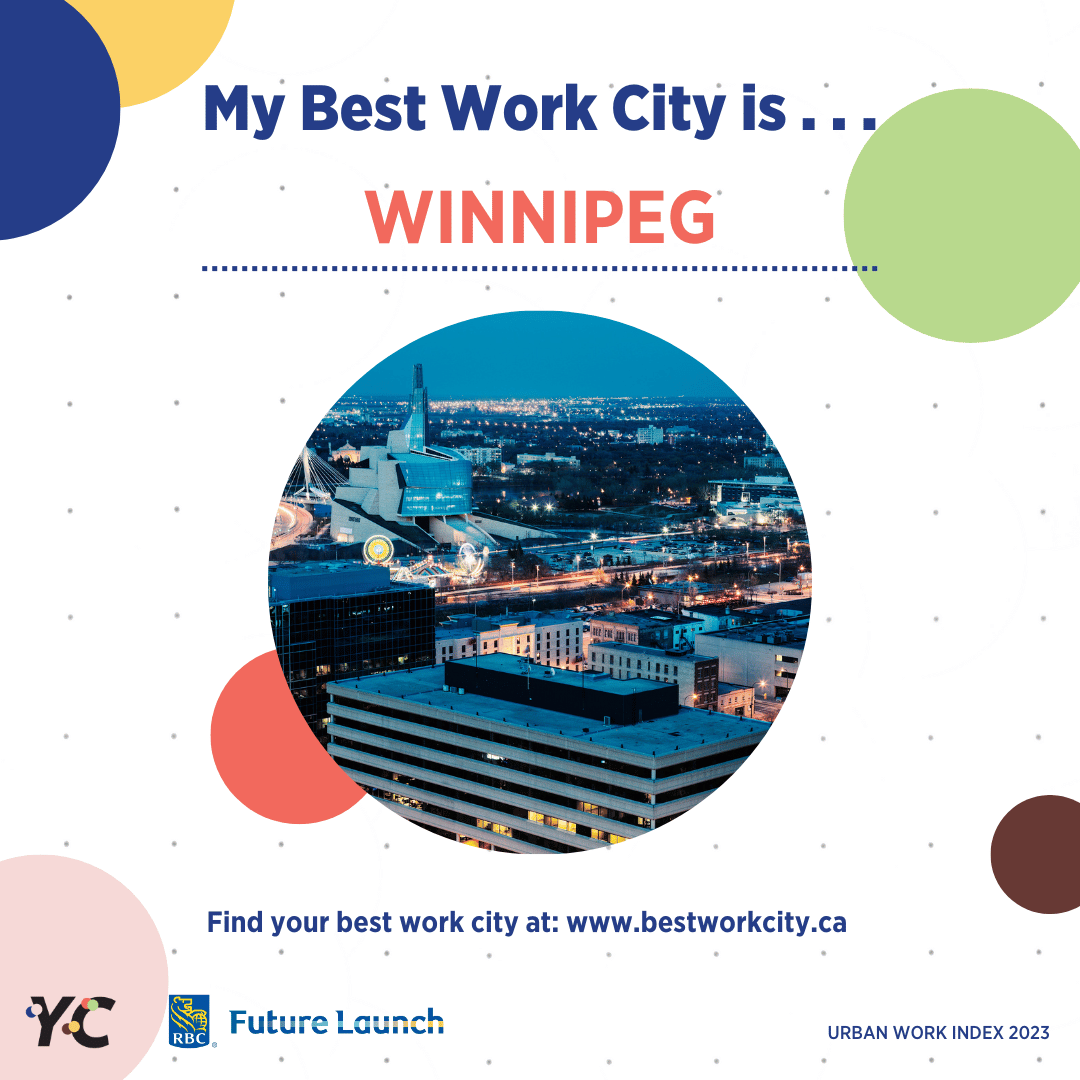 My Best Work City is . . .
WINNIPEG
Find your best work city at: www.bestworkcity.ca
YC
RBC ®
Future Launch
URBAN WORK INDEX 2023